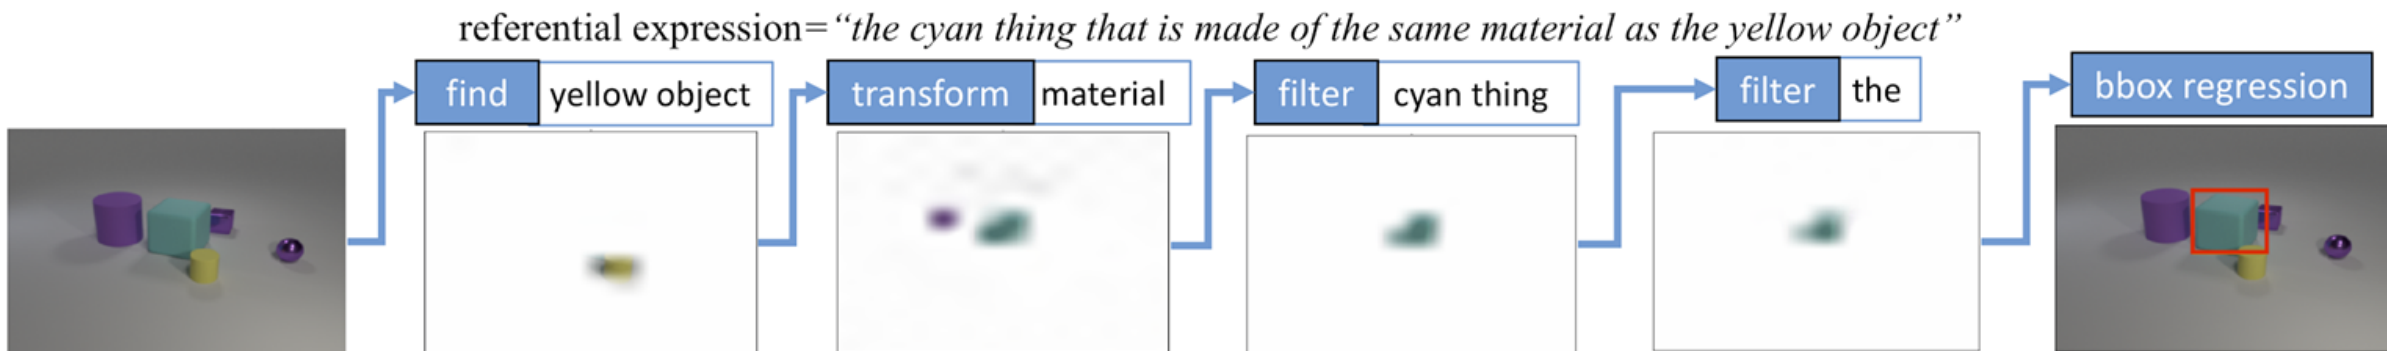 referential expression=“the cyan thing that is made of the same material as the yellow object”
find yellow object transform material filter cyan thing filter the bbox regression